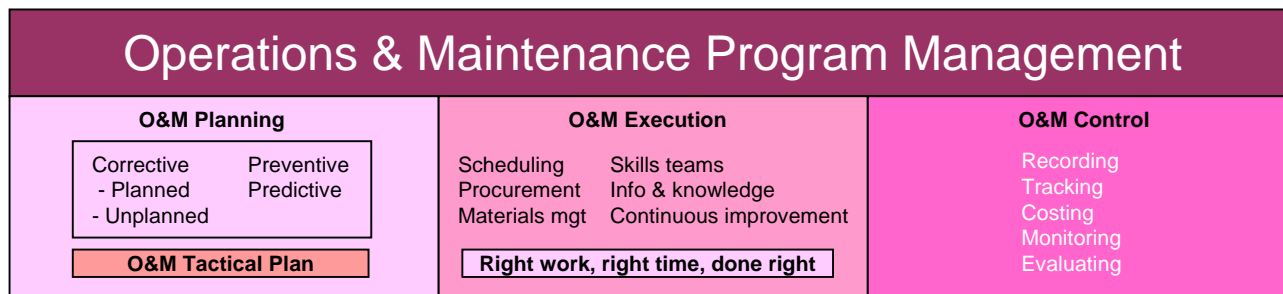 Operations & Maintenance Program Management
O&M Planning
Corrective Preventive
- Planned Predictive
- Unplanned
O&M Tactical Plan
O&M Execution
Scheduling Skills teams
Procurement Info & knowledge
Materials mgt Continuous improvement
Right work, right time, done right
O&M Control
Recording
Tracking
Costing
Monitoring
Evaluating